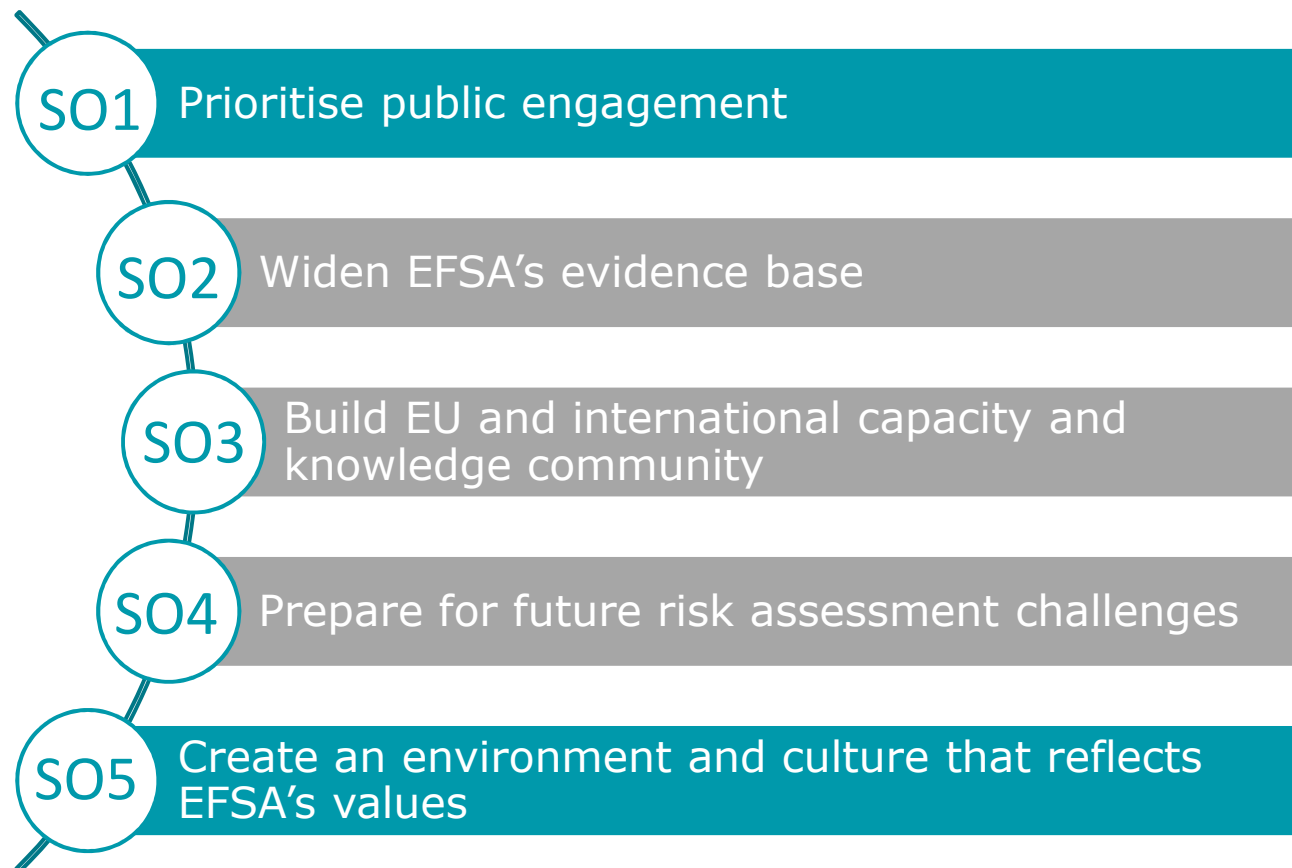 SO1
Prioritise public engagement
SO2
Widen EFSA’s evidence base
SO3
Build EU and international capacity and
knowledge community
SO4
Prepare for future risk assessment challenges
SO5
Create an environment and culture that reflects
EFSA’s values